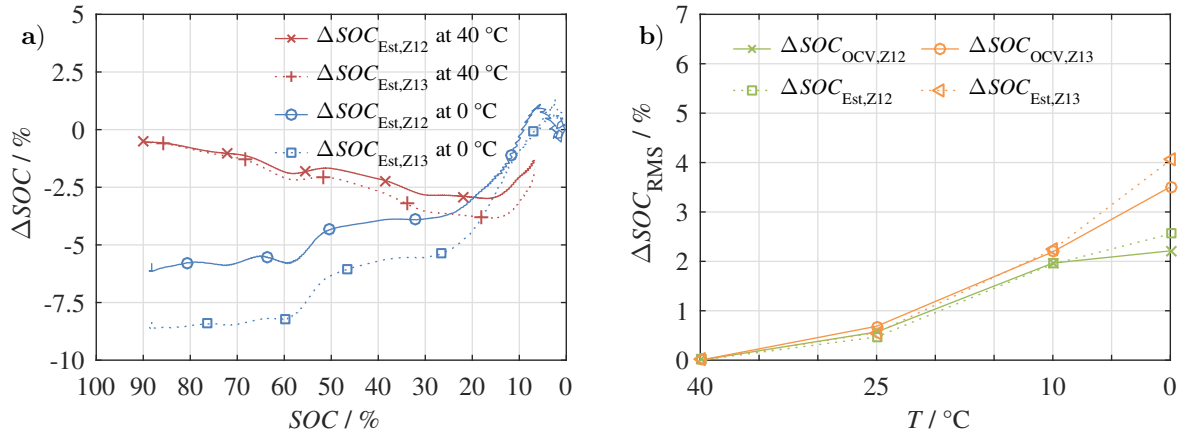 a)
ΔSOC_Est,Z12 at 40 °C
ΔSOC_Est,Z13 at 40 °C
ΔSOC_Est,Z12 at 0 °C
ΔSOC_Est,Z13 at 0 °C
5
2.5
0
-2.5
-5
-7.5
-10
ΔSOC / %
100 90 80 70 60 50 40 30 20 10 0
SOC / %
b)
ΔSOC_OCV,Z12 ΔSOC_OCV,Z13
ΔSOC_Est,Z12 ΔSOC_Est,Z13
7
6
5
4
3
2
1
0
ΔSOC_RMS / %
40 25 10 0
T / °C